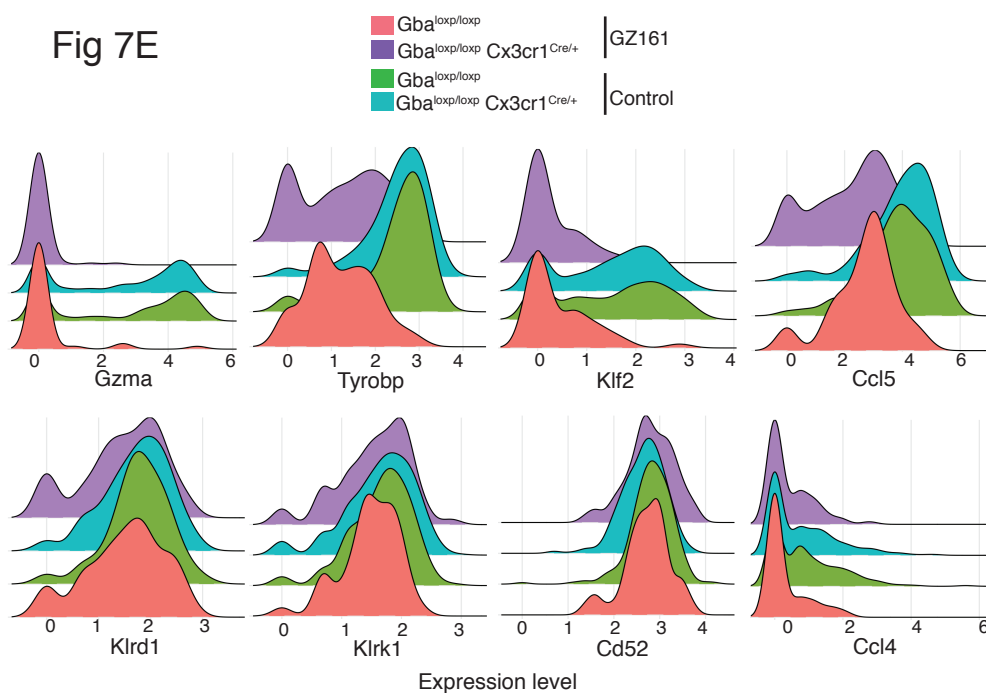 Fig 7E
Gba^loxp/loxp
Gba^loxp/loxp Cx3cr1^Cre/+
GZ161
Gba^loxp/loxp
Gba^loxp/loxp Cx3cr1^Cre/+
Control
0 2 4 6
Gzma
0 1 2 3 4
Tyrobp
0 1 2 3 4
Klf2
0 2 4 6
Ccl5
0 1 2 3
Klrd1
0 1 2 3
Klrk1
0 1 2 3 4
Cd52
0 2 4 6
Ccl4
Expression level